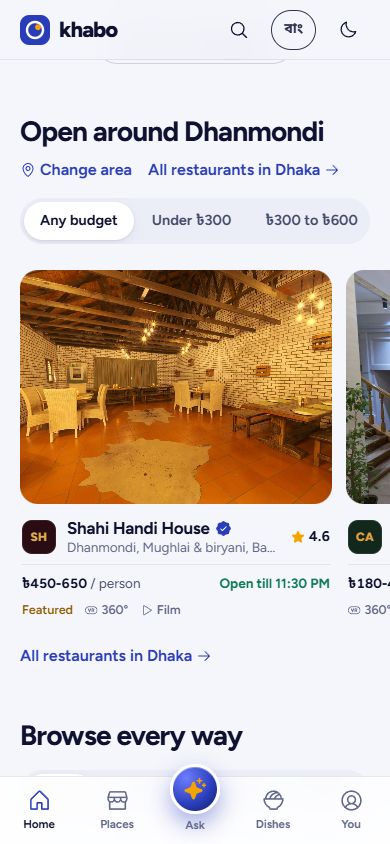 khabo
বাং
Open around Dhanmondi
Change area All restaurants in Dhaka →
Any budget Under ৳300 ৳300 to ৳600
SH Shahi Handi House 4.6 CA
Dhanmondi, Mughlai & biryani, Ba...
৳450-650 / person Open till 11:30 PM ৳180-4
Featured 360° Film 360°
All restaurants in Dhaka →
Browse every way
Home Places Ask Dishes You